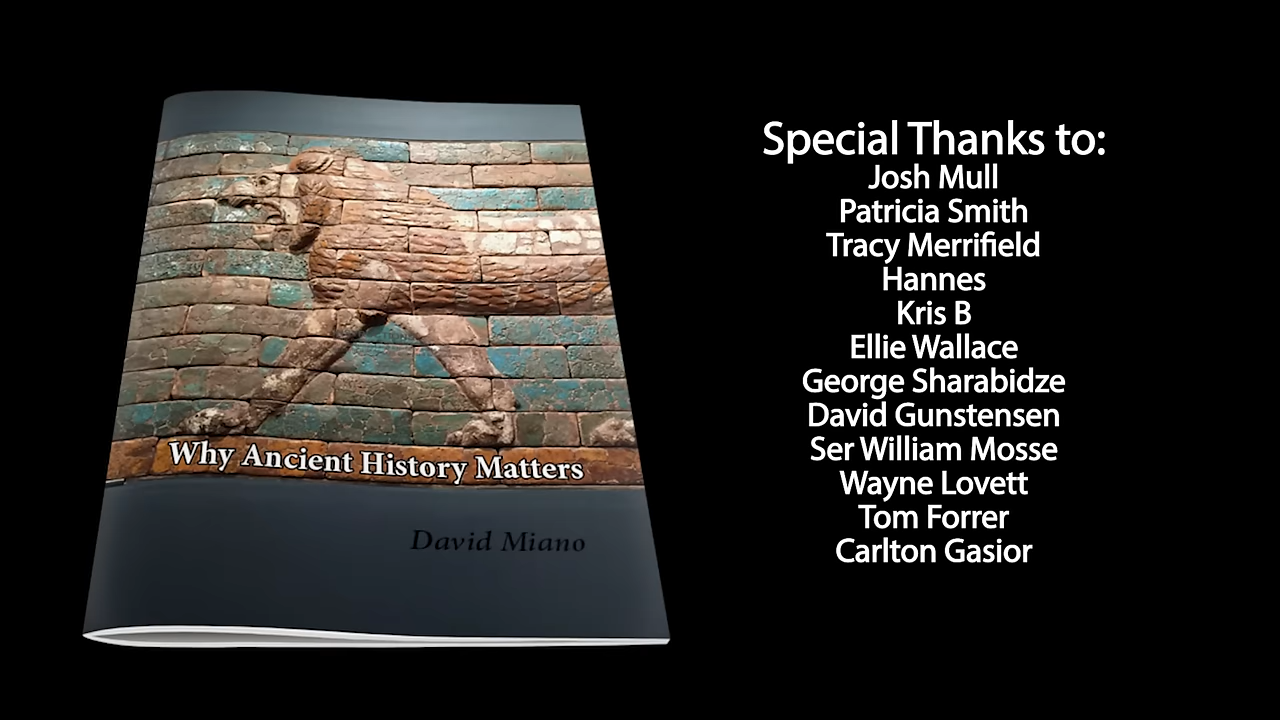 Why Ancient History Matters
David Miano
Special Thanks to:
Josh Mull
Patricia Smith
Tracy Merrifield
Hannes
Kris B
Ellie Wallace
George Sharabidze
David Gunstensen
Ser William Mosse
Wayne Lovett
Tom Forrer
Carlton Gasior